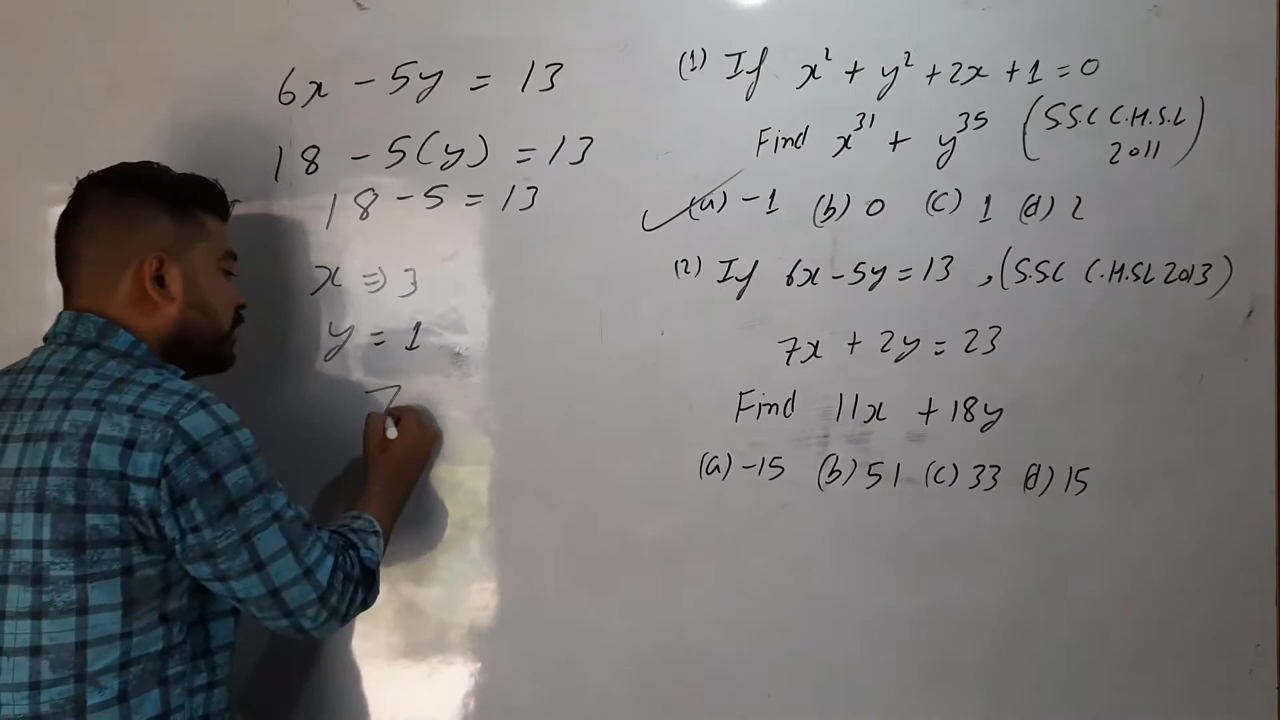 6x - 5y = 13
18 - 5(y) = 13
18 - 5 = 13
x ⇒ 3
y = 1
7
(1) If x² + y² + 2x + 1 = 0
Find x³¹ + y³⁵ (S.S.C C.H.S.L 2011)
(a) -1 (b) 0 (c) 1 (d) 2
(2) If 6x - 5y = 13 , (S.S.C C.H.SL 2013)
7x + 2y = 23
Find 11x + 18y
(a) -15 (b) 51 (c) 33 (d) 15